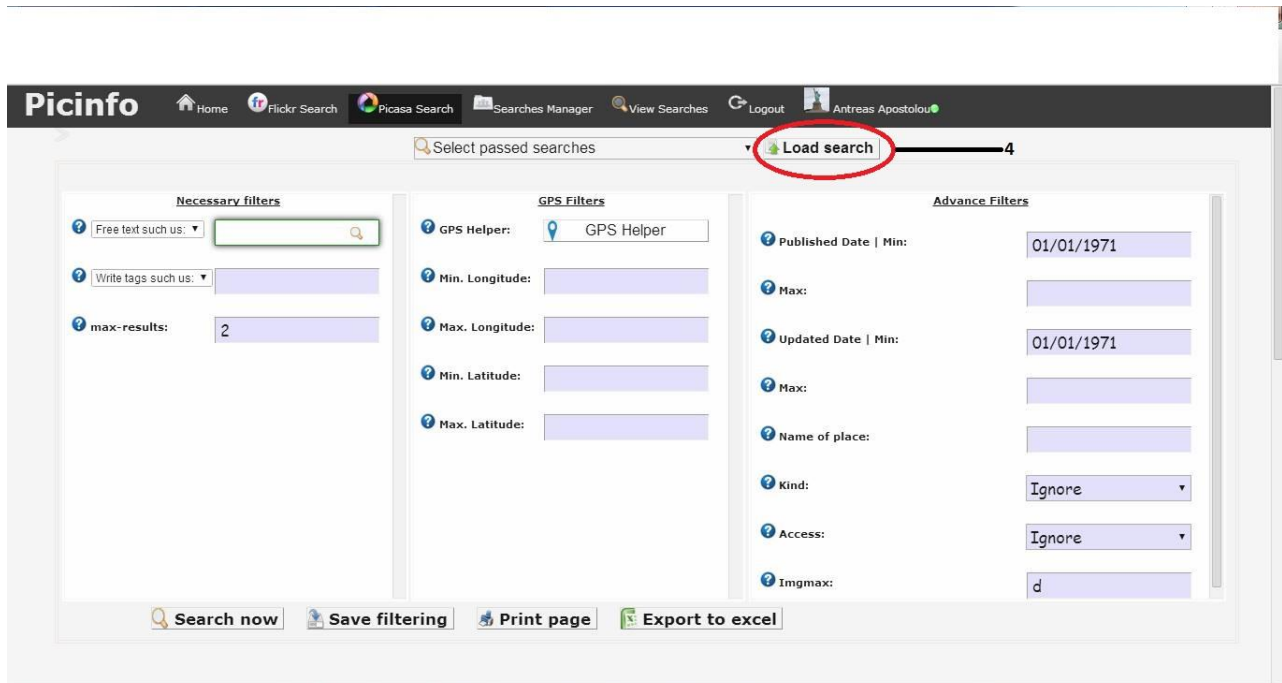 Picinfo Home Flickr Search Picasa Search Searches Manager View Searches Logout Antreas Apostolou
Select passed searches Load search 4
Necessary filters
Free text such us:
Write tags such us:
max-results: 2
GPS Filters
GPS Helper: GPS Helper
Min. Longitude:
Max. Longitude:
Min. Latitude:
Max. Latitude:
Advance Filters
Published Date | Min: 01/01/1971
Max:
Updated Date | Min: 01/01/1971
Max:
Name of place:
Kind: Ignore
Access: Ignore
Imgmax: d
Search now Save filtering Print page Export to excel